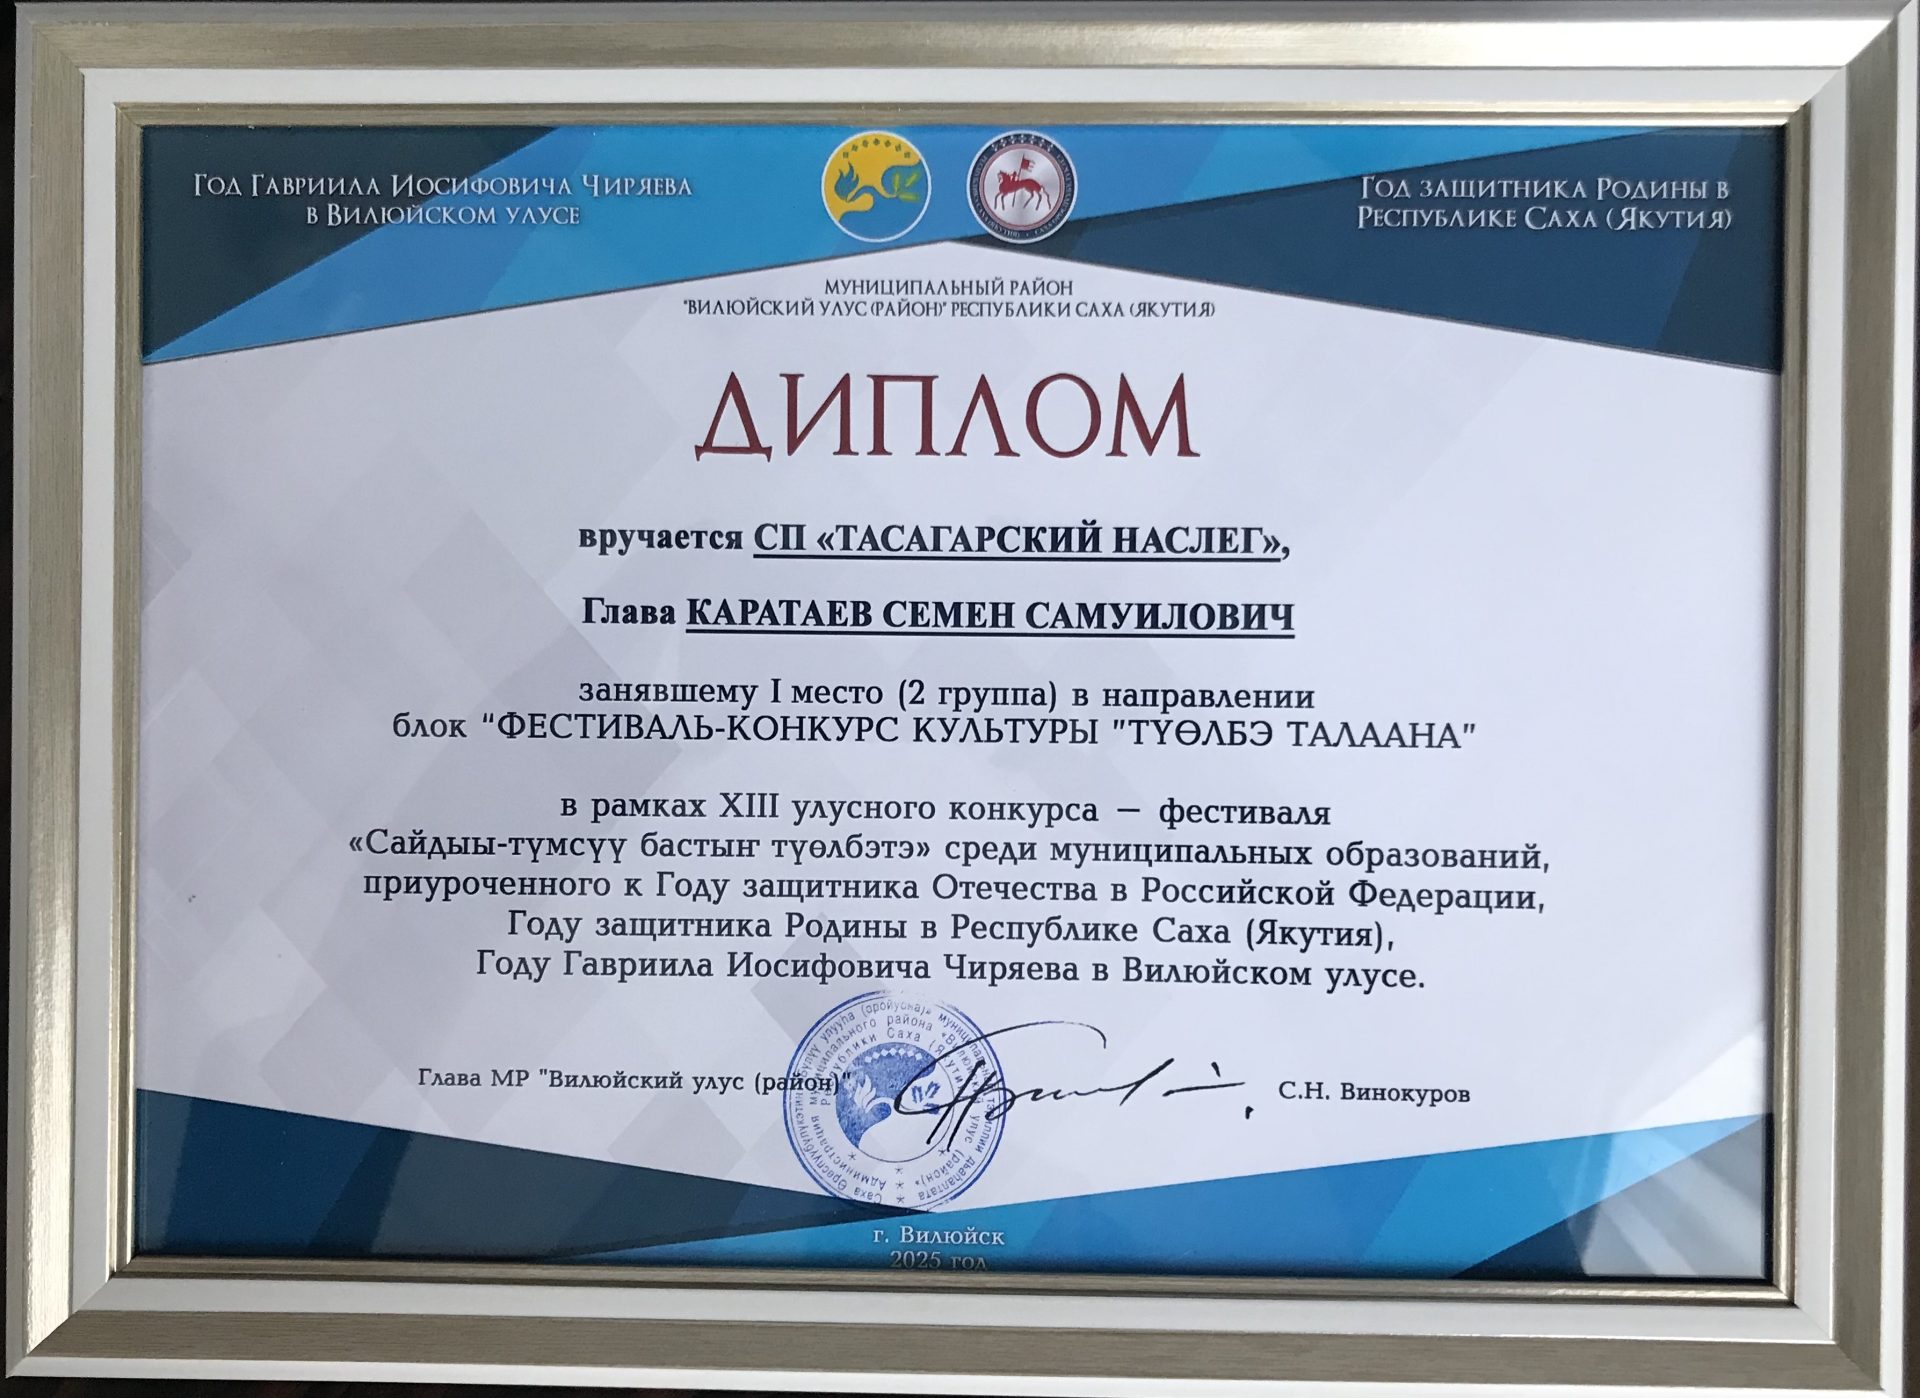 Год Гавриила Иосифовича Чиряева
в Вилюйском улусе
Год защитника Родины в
Республике Саха (Якутия)
МУНИЦИПАЛЬНЫЙ РАЙОН
"ВИЛЮЙСКИЙ УЛУС (РАЙОН)" РЕСПУБЛИКИ САХА (ЯКУТИЯ)
ДИПЛОМ
вручается СП «ТАСАГАРСКИЙ НАСЛЕГ»,
Глава КАРАТАЕВ СЕМЕН САМУИЛОВИЧ
занявшему I место (2 группа) в направлении
блок "ФЕСТИВАЛЬ-КОНКУРС КУЛЬТУРЫ "ТҮӨЛБЭ ТАЛААНА"
в рамках XIII улусного конкурса – фестиваля
«Сайдыы-түмсүү бастыҥ түөлбэтэ» среди муниципальных образований,
приуроченного к Году защитника Отечества в Российской Федерации,
Году защитника Родины в Республике Саха (Якутия),
Году Гавриила Иосифовича Чиряева в Вилюйском улусе.
Глава МР "Вилюйский улус (район)"
С.Н. Винокуров
г. Вилюйск
2025 год